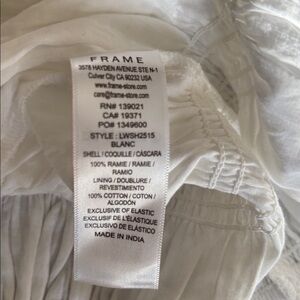 FRAME
3578 HAYDEN AVENUE STE N-1
Culver City CA 90232 USA
www.frame-store.com
care@frame-store.com
RN# 139021
CA# 19371
PO# 1349600
STYLE : LWSH2515
BLANC
SHELL / COQUILLE / CÁSCARA
100% RAMIE / RAMIE /
RAMIO
LINING / DOUBLURE /
REVESTIMIENTO
100% COTTON / COTON /
ALGODÓN
EXCLUSIVE OF ELASTIC
EXCLUSIF DE L'ÉLASTIQUE
EXCLUSIVO DE ELÁSTICO
MADE IN INDIA